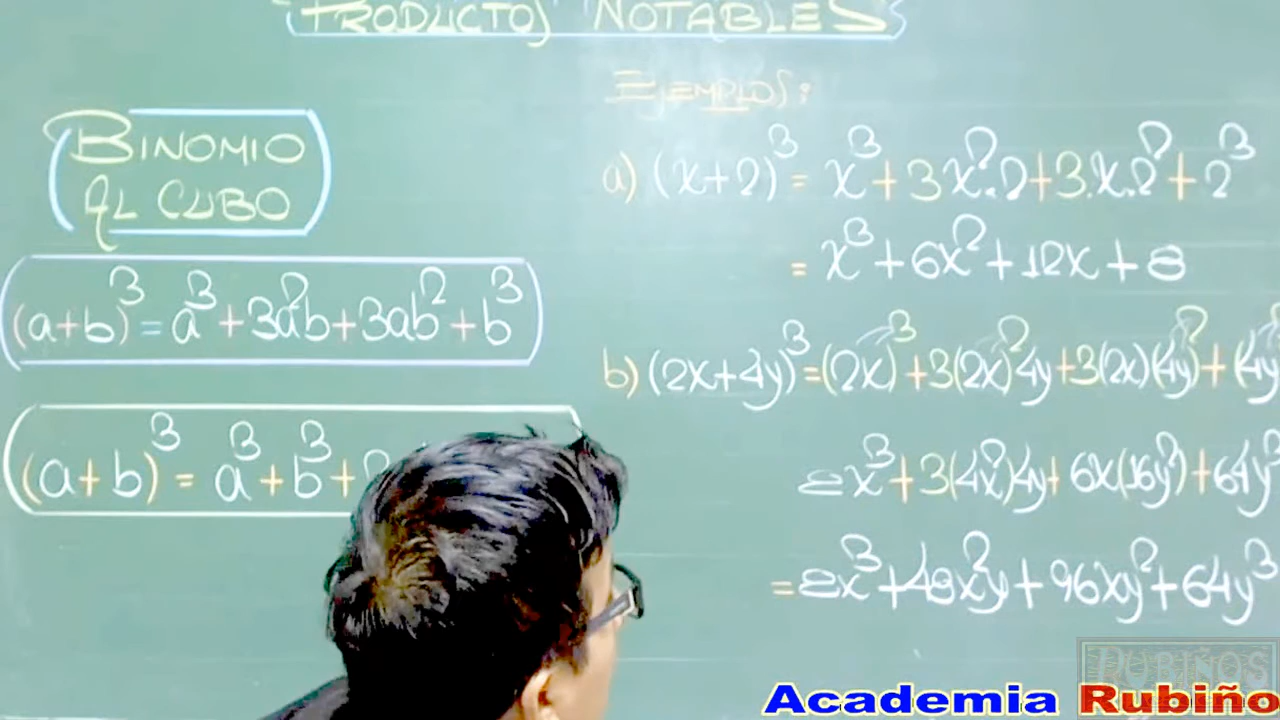 PRODUCTOS NOTABLES
BINOMIO
AL CUBO
(a+b)³ = a³ + 3a²b + 3ab² + b³
(a+b)³ = a³ + b³ +
EJEMPLOS:
a) (x+2)³ = x³ + 3x².2 + 3.x.2² + 2³
= x³ + 6x² + 12x + 8
b) (2x+4y)³ = (2x)³ + 3(2x)²4y + 3(2x)(4y)² + (4y
8x³ + 3(4x²)4y + 6x(16y²) + 64y³
= 8x³ + 48x²y + 96xy² + 64y³
RUBIÑOS
Academia Rubiño